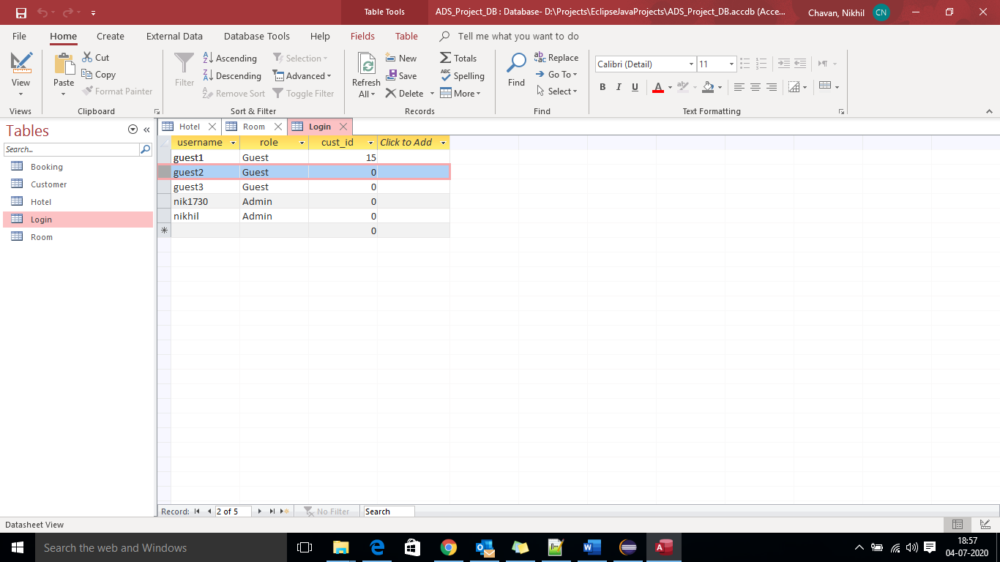 Table Tools
ADS_Project_DB : Database- D:\Projects\EclipseJavaProjects\ADS_Project_DB.accdb (Acce...
Chavan, Nikhil
CN
File Home Create External Data Database Tools Help Fields Table Tell me what you want to do
View
Views
Paste
Cut
Copy
Format Painter
Clipboard
Filter
Ascending
Descending
Remove Sort
Selection
Advanced
Toggle Filter
Sort & Filter
Refresh
All
New
Save
Delete
Totals
Spelling
More
Records
Find
Replace
Go To
Select
Find
Calibri (Detail) 11
B I U
Text Formatting
Tables
Search...
Booking
Customer
Hotel
Login
Room
Hotel Room Login
username role cust_id Click to Add
guest1 Guest 15
guest2 Guest 0
guest3 Guest 0
nik1730 Admin 0
nikhil Admin 0
0
Record: 2 of 5 No Filter Search
Datasheet View
Search the web and Windows
18:57
04-07-2020